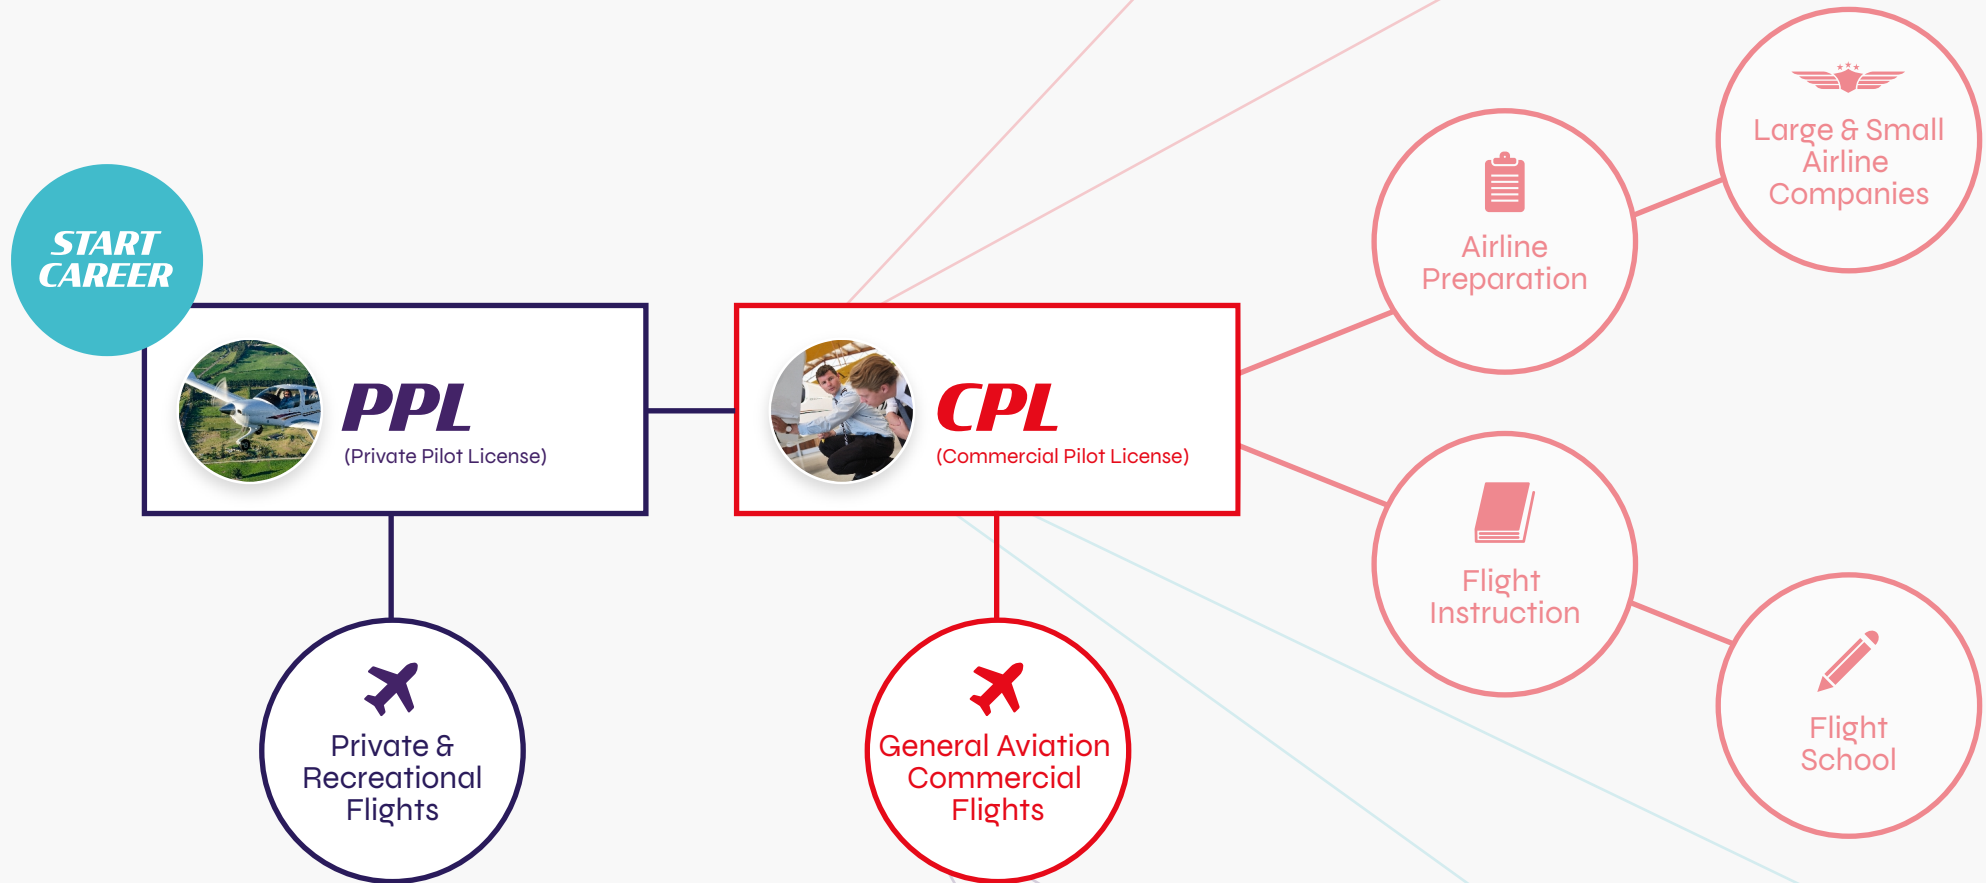 START
CAREER
PPL
(Private Pilot License)
CPL
(Commercial Pilot License)
Private &
Recreational
Flights
General Aviation
Commercial
Flights
Airline
Preparation
Large & Small
Airline
Companies
Flight
Instruction
Flight
School